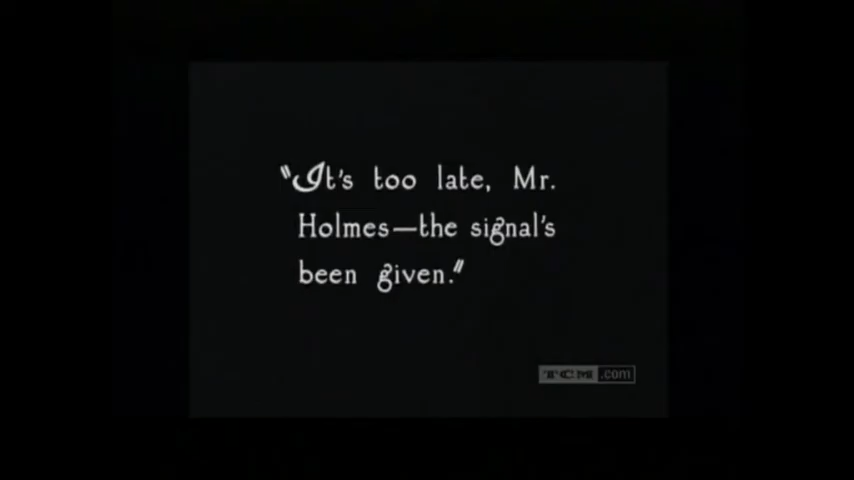 "It's too late, Mr.
Holmes—the signal's
been given."
TCM.com